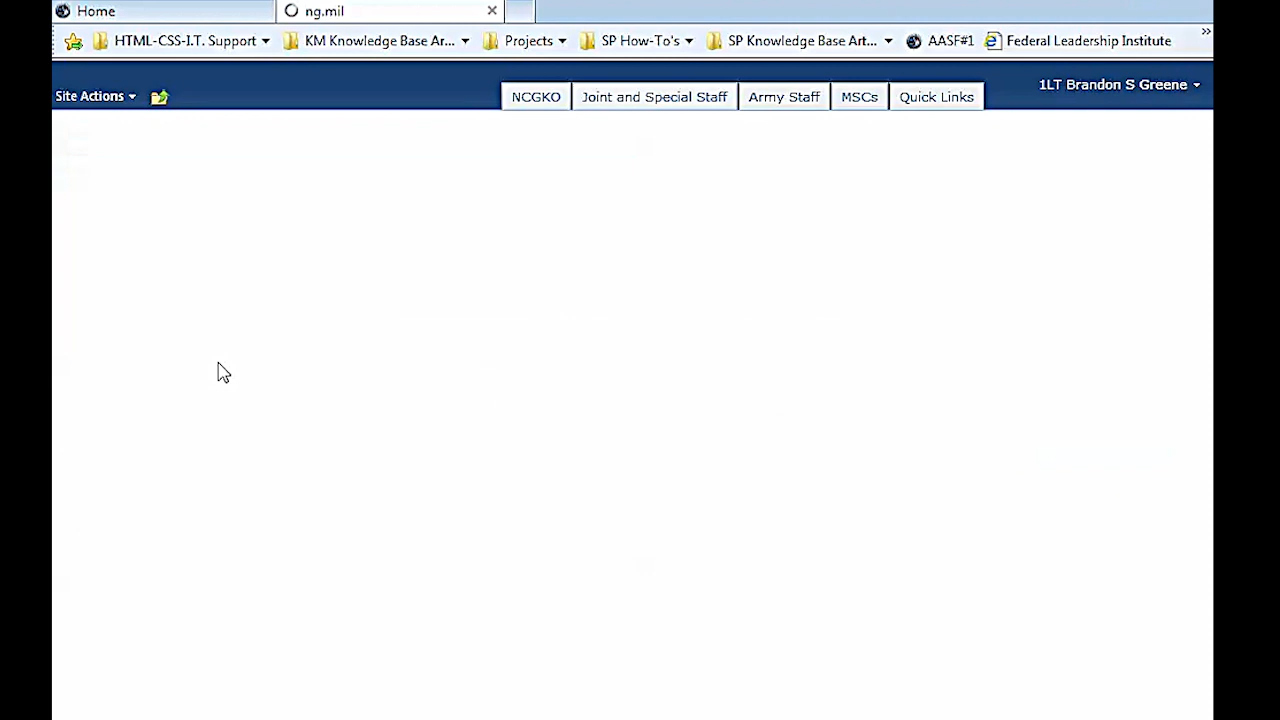 Home
ng.mil
HTML-CSS-I.T. Support
KM Knowledge Base Ar...
Projects
SP How-To's
SP Knowledge Base Art...
AASF#1
Federal Leadership Institute
Site Actions
NCGKO
Joint and Special Staff
Army Staff
MSCs
Quick Links
1LT Brandon S Greene